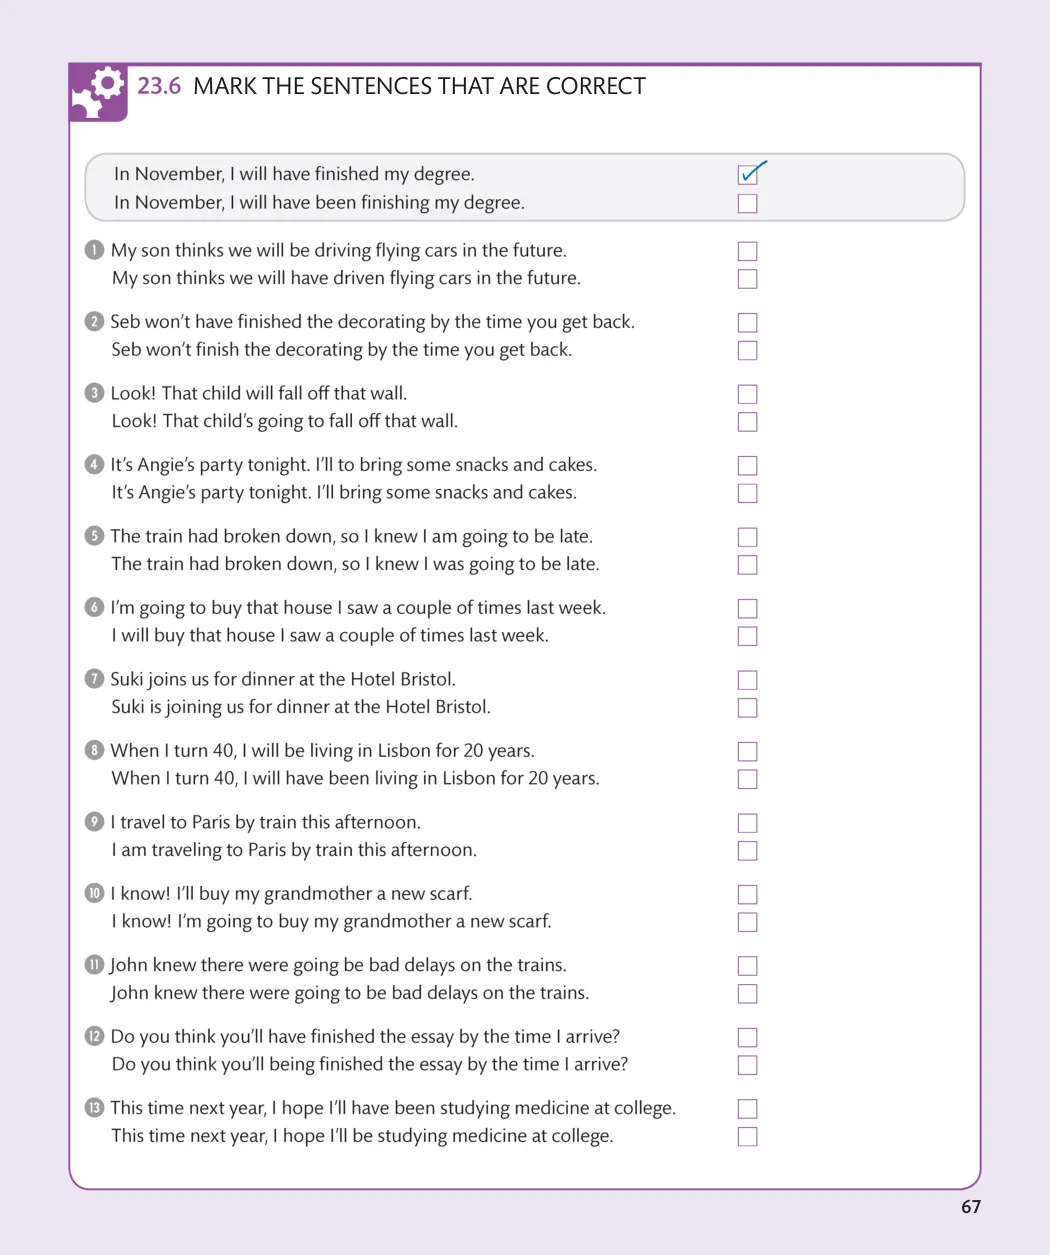 23.6 MARK THE SENTENCES THAT ARE CORRECT
In November, I will have finished my degree.
In November, I will have been finishing my degree.
1 My son thinks we will be driving flying cars in the future.
My son thinks we will have driven flying cars in the future.
2 Seb won’t have finished the decorating by the time you get back.
Seb won’t finish the decorating by the time you get back.
3 Look! That child will fall off that wall.
Look! That child’s going to fall off that wall.
4 It’s Angie’s party tonight. I’ll to bring some snacks and cakes.
It’s Angie’s party tonight. I’ll bring some snacks and cakes.
5 The train had broken down, so I knew I am going to be late.
The train had broken down, so I knew I was going to be late.
6 I’m going to buy that house I saw a couple of times last week.
I will buy that house I saw a couple of times last week.
7 Suki joins us for dinner at the Hotel Bristol.
Suki is joining us for dinner at the Hotel Bristol.
8 When I turn 40, I will be living in Lisbon for 20 years.
When I turn 40, I will have been living in Lisbon for 20 years.
9 I travel to Paris by train this afternoon.
I am traveling to Paris by train this afternoon.
10 I know! I’ll buy my grandmother a new scarf.
I know! I’m going to buy my grandmother a new scarf.
11 John knew there were going be bad delays on the trains.
John knew there were going to be bad delays on the trains.
12 Do you think you’ll have finished the essay by the time I arrive?
Do you think you’ll being finished the essay by the time I arrive?
13 This time next year, I hope I’ll have been studying medicine at college.
This time next year, I hope I’ll be studying medicine at college.
67